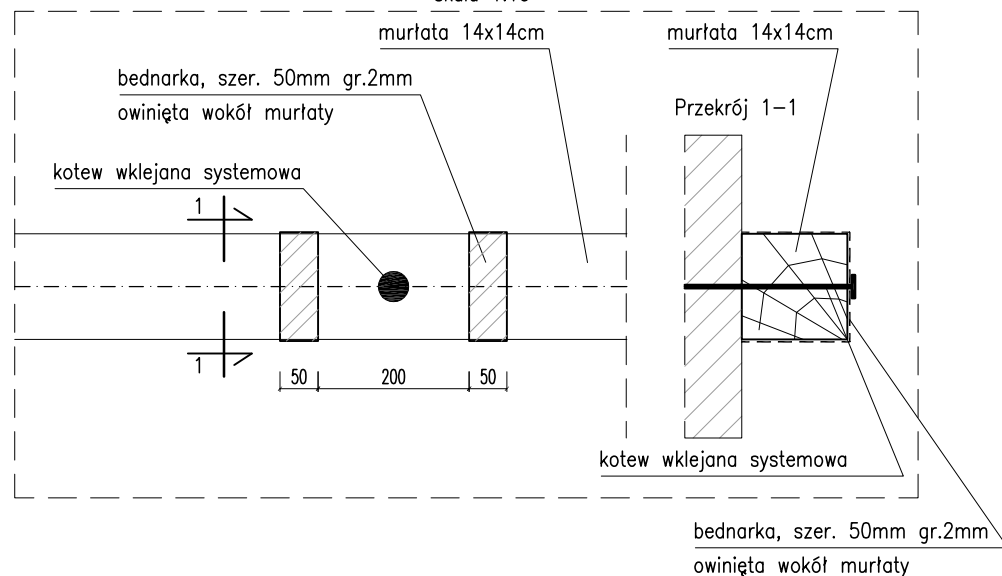 murłata 14x14cm
murłata 14x14cm
bednarka, szer. 50mm gr.2mm
owinięta wokół murłaty
Przekrój 1-1
kotew wklejana systemowa
1
1
50
200
50
kotew wklejana systemowa
bednarka, szer. 50mm gr.2mm
owinięta wokół murłaty